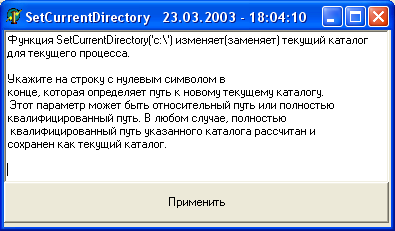 SetCurrentDirectory 23.03.2003 - 18:04:10
Функция SetCurrentDirectory('c:\') изменяет(заменяет) текущий каталог
для текущего процесса.
Укажите на строку с нулевым символом в
конце, которая определяет путь к новому текущему каталогу.
Этот параметр может быть относительный путь или полностью
квалифицированный путь. В любом случае, полностью
квалифицированный путь указанного каталога рассчитан и
сохранен как текущий каталог.
Применить